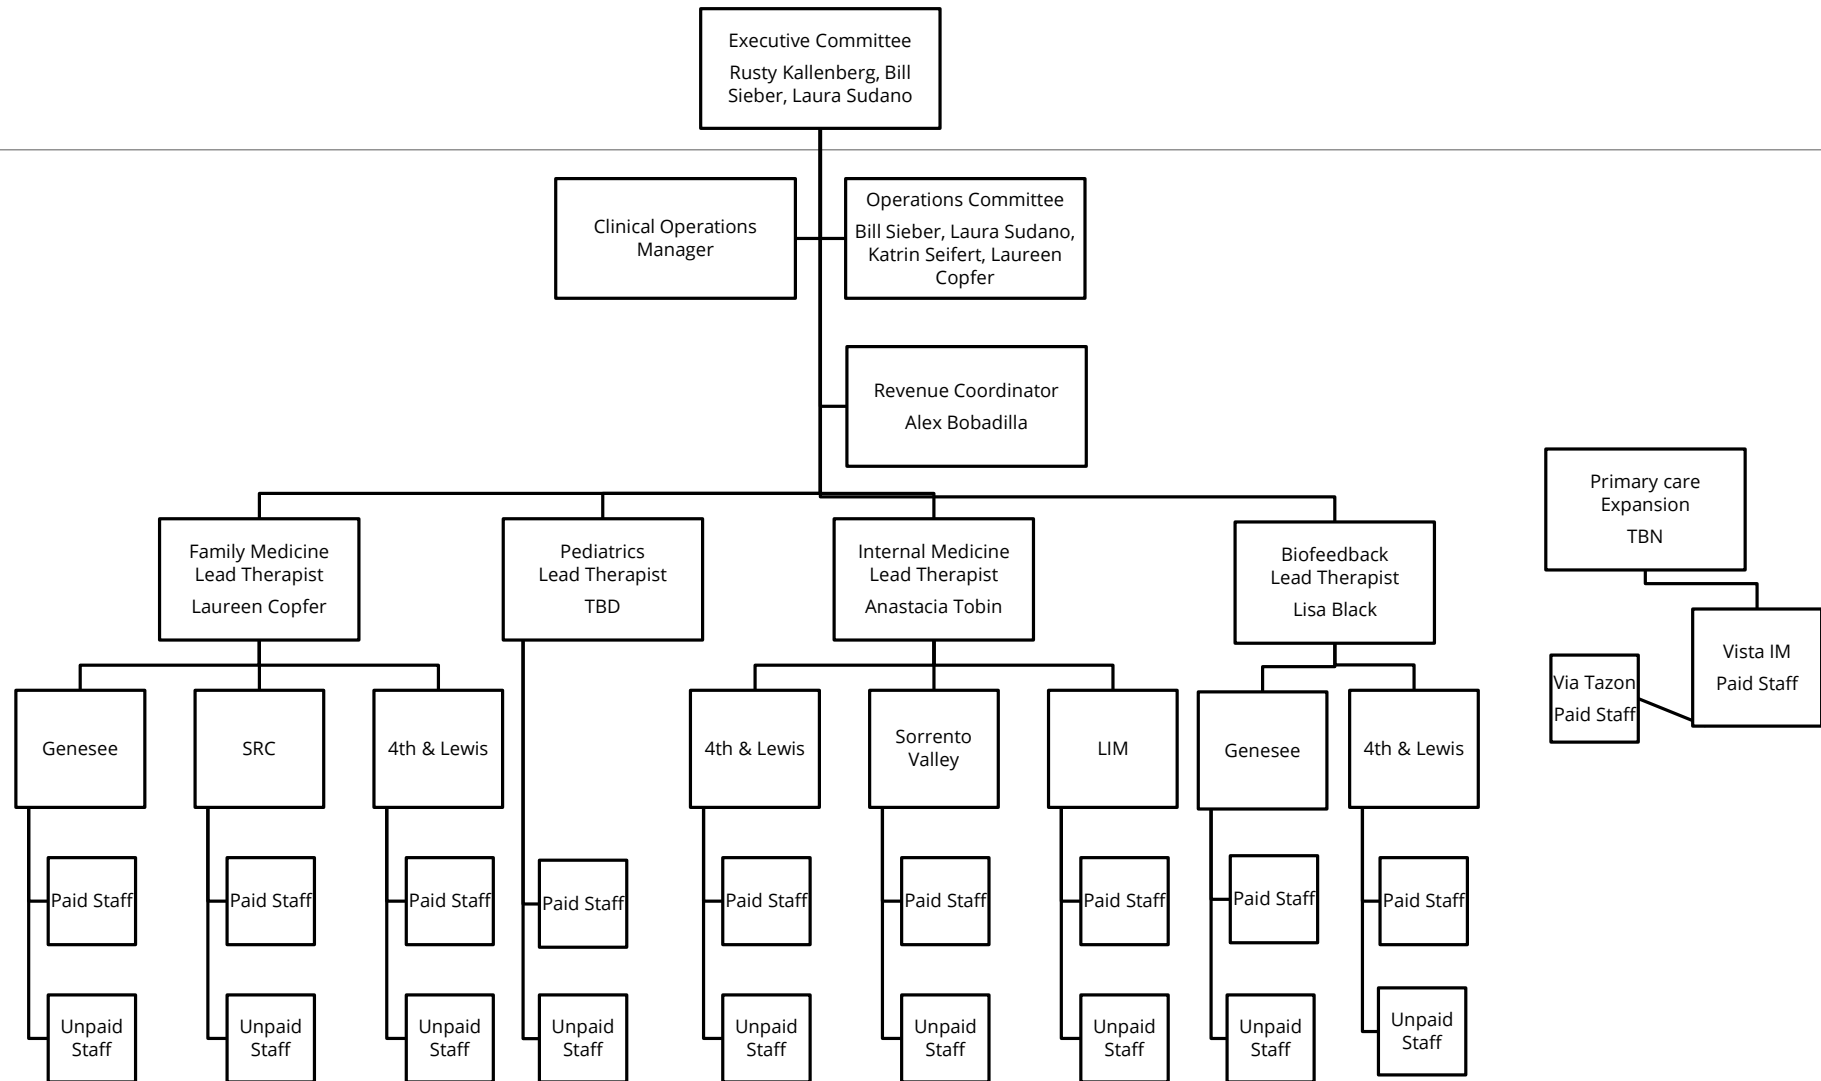 Executive Committee
Rusty Kallenberg, Bill
Sieber, Laura Sudano
Clinical Operations
Manager
Operations Committee
Bill Sieber, Laura Sudano,
Katrin Seifert, Laureen
Copfer
Revenue Coordinator
Alex Bobadilla
Primary care
Expansion
TBN
Family Medicine
Lead Therapist
Laureen Copfer
Pediatrics
Lead Therapist
TBD
Internal Medicine
Lead Therapist
Anastacia Tobin
Biofeedback
Lead Therapist
Lisa Black
Vista IM
Paid Staff
Via Tazon
Paid Staff
Genesee
SRC
4th & Lewis
4th & Lewis
Sorrento
Valley
LIM
Genesee
4th & Lewis
Paid Staff
Paid Staff
Paid Staff
Paid Staff
Paid Staff
Paid Staff
Paid Staff
Paid Staff
Paid Staff
Unpaid
Staff
Unpaid
Staff
Unpaid
Staff
Unpaid
Staff
Unpaid
Staff
Unpaid
Staff
Unpaid
Staff
Unpaid
Staff
Unpaid
Staff